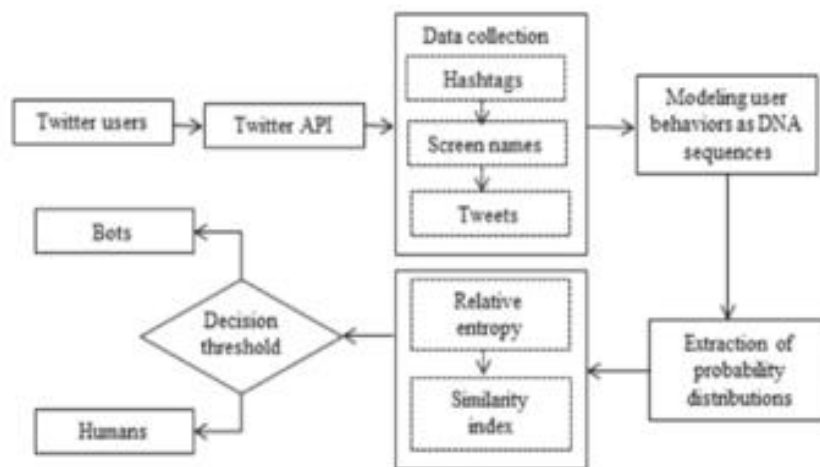 Data collection
Hashtags
Screen names
Tweets
Twitter users
Twitter API
Modeling user
behaviors as DNA
sequences
Bots
Decision
threshold
Humans
Relative
entropy
Similarity
index
Extraction of
probability
distributions